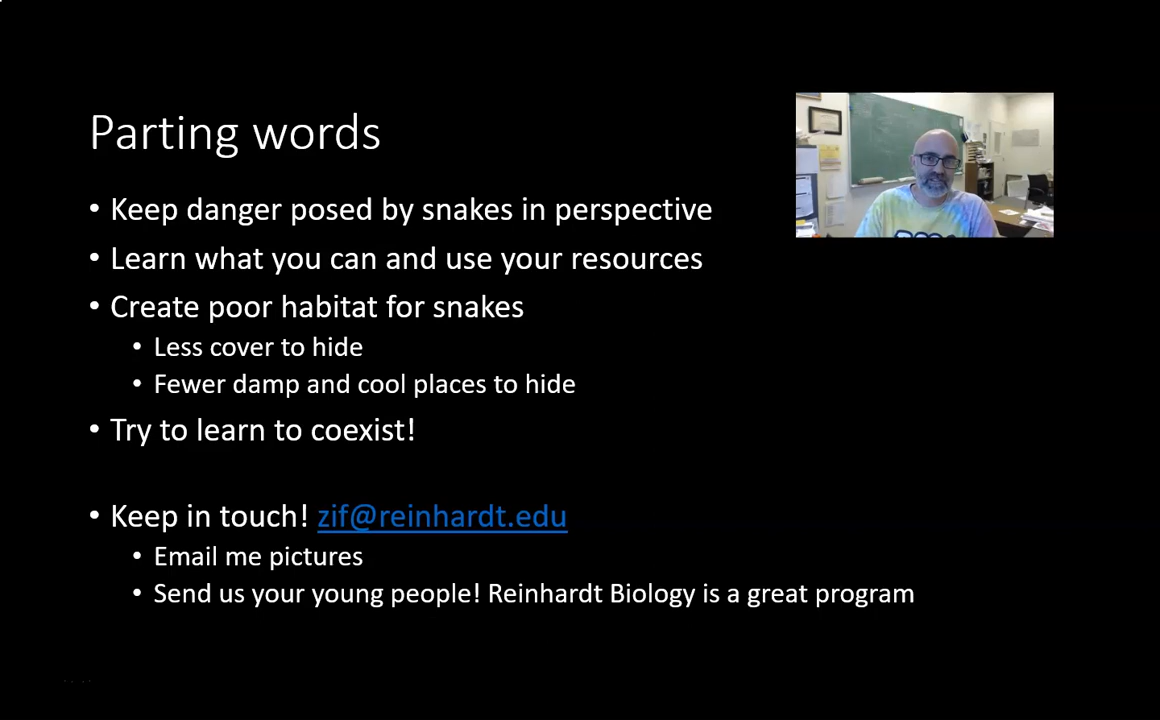 Parting words
• Keep danger posed by snakes in perspective
• Learn what you can and use your resources
• Create poor habitat for snakes
• Less cover to hide
• Fewer damp and cool places to hide
• Try to learn to coexist!
• Keep in touch! zif@reinhardt.edu
• Email me pictures
• Send us your young people! Reinhardt Biology is a great program